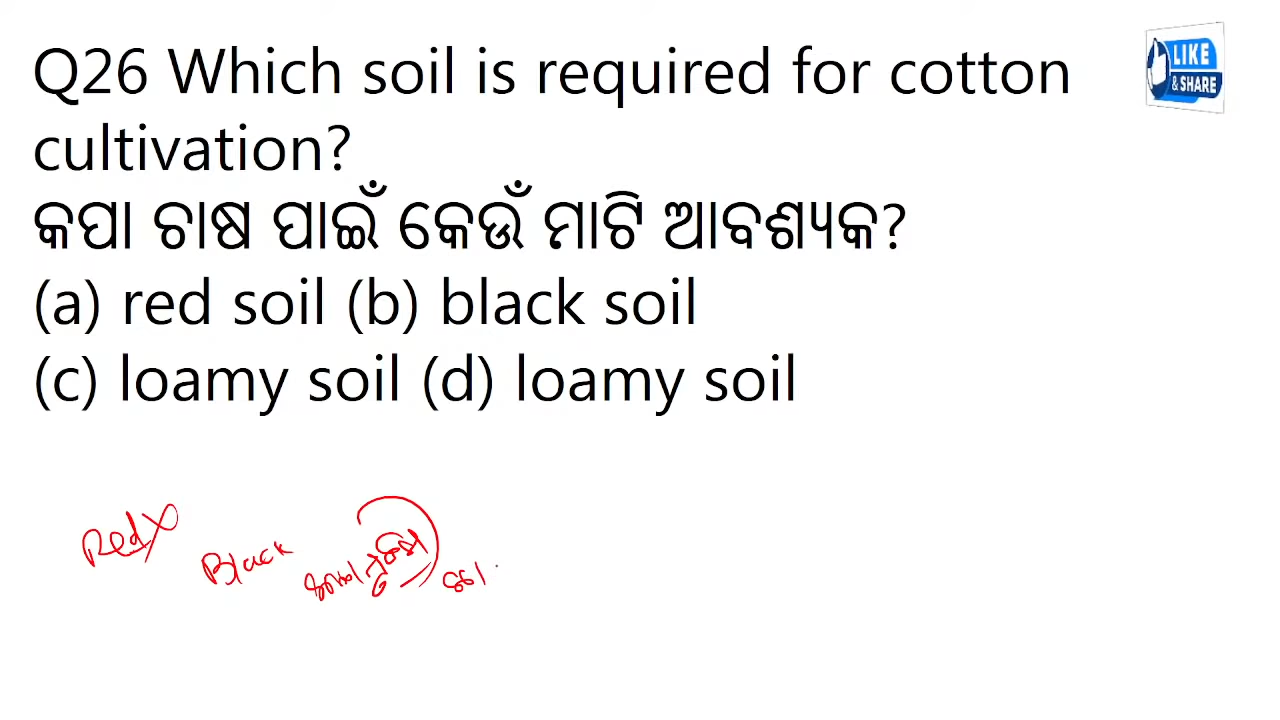 Q26 Which soil is required for cotton
cultivation?
କପା ଚାଷ ପାଇଁ କେଉଁ ମାଟି ଆବଶ୍ୟକ?
(a) red soil (b) black soil
(c) loamy soil (d) loamy soil
LIKE
& SHARE
Red
Black